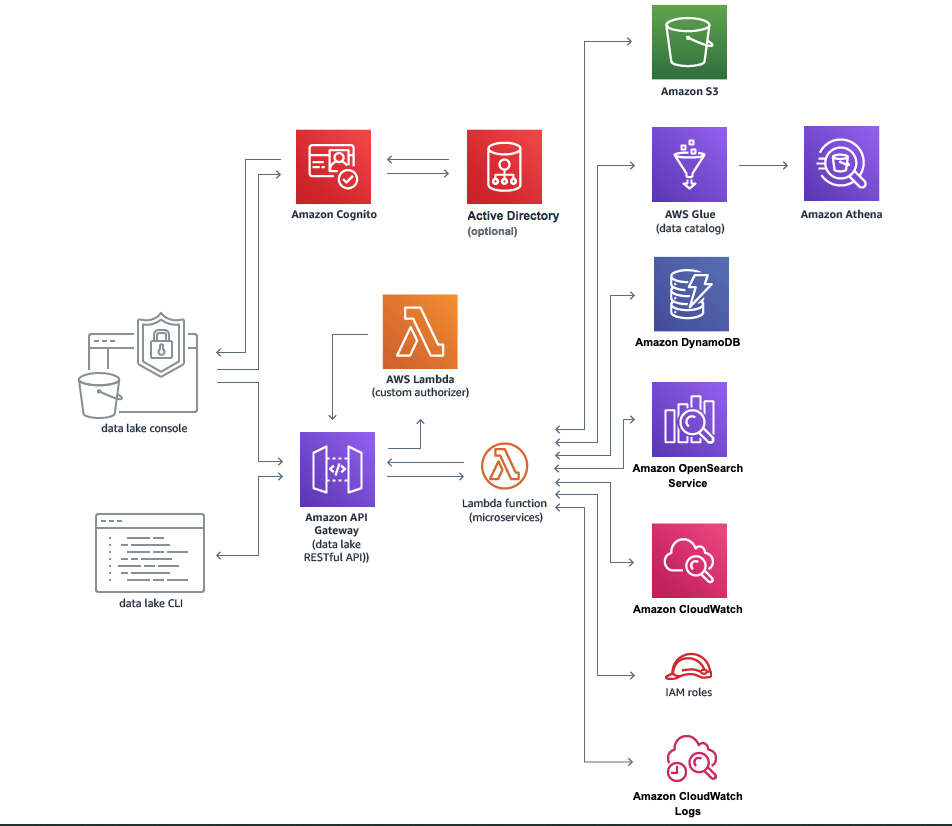 Amazon S3
Amazon Cognito
Active Directory
(optional)
AWS Glue
(data catalog)
Amazon Athena
Amazon DynamoDB
AWS Lambda
(custom authorizer)
data lake console
Amazon OpenSearch
Service
</>
Amazon API
Gateway
(data lake
RESTful API))
Lambda function
(microservices)
data lake CLI
Amazon CloudWatch
IAM roles
Amazon CloudWatch
Logs